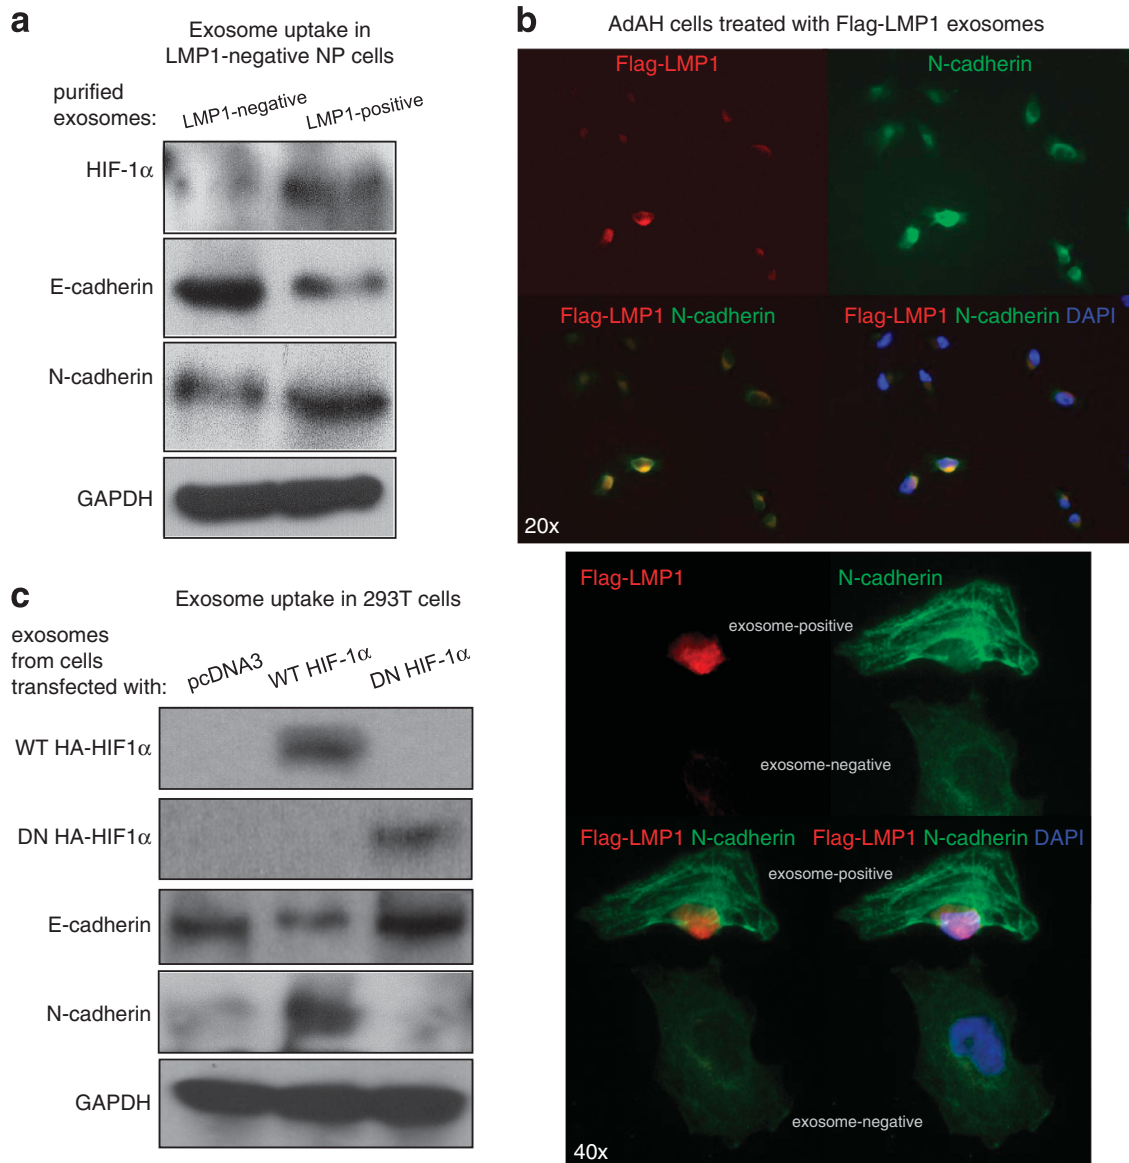 a
Exosome uptake in
LMP1-negative NP cells
purified
exosomes:
LMP1-negative
LMP1-positive
HIF-1α
E-cadherin
N-cadherin
GAPDH
b
AdAH cells treated with Flag-LMP1 exosomes
Flag-LMP1
N-cadherin
Flag-LMP1 N-cadherin
Flag-LMP1 N-cadherin DAPI
20x
Flag-LMP1
N-cadherin
exosome-positive
exosome-negative
Flag-LMP1 N-cadherin
Flag-LMP1 N-cadherin DAPI
exosome-positive
exosome-negative
40x
c
Exosome uptake in 293T cells
exosomes
from cells
transfected with:
pcDNA3
WT HIF-1α
DN HIF-1α
WT HA-HIF1α
DN HA-HIF1α
E-cadherin
N-cadherin
GAPDH